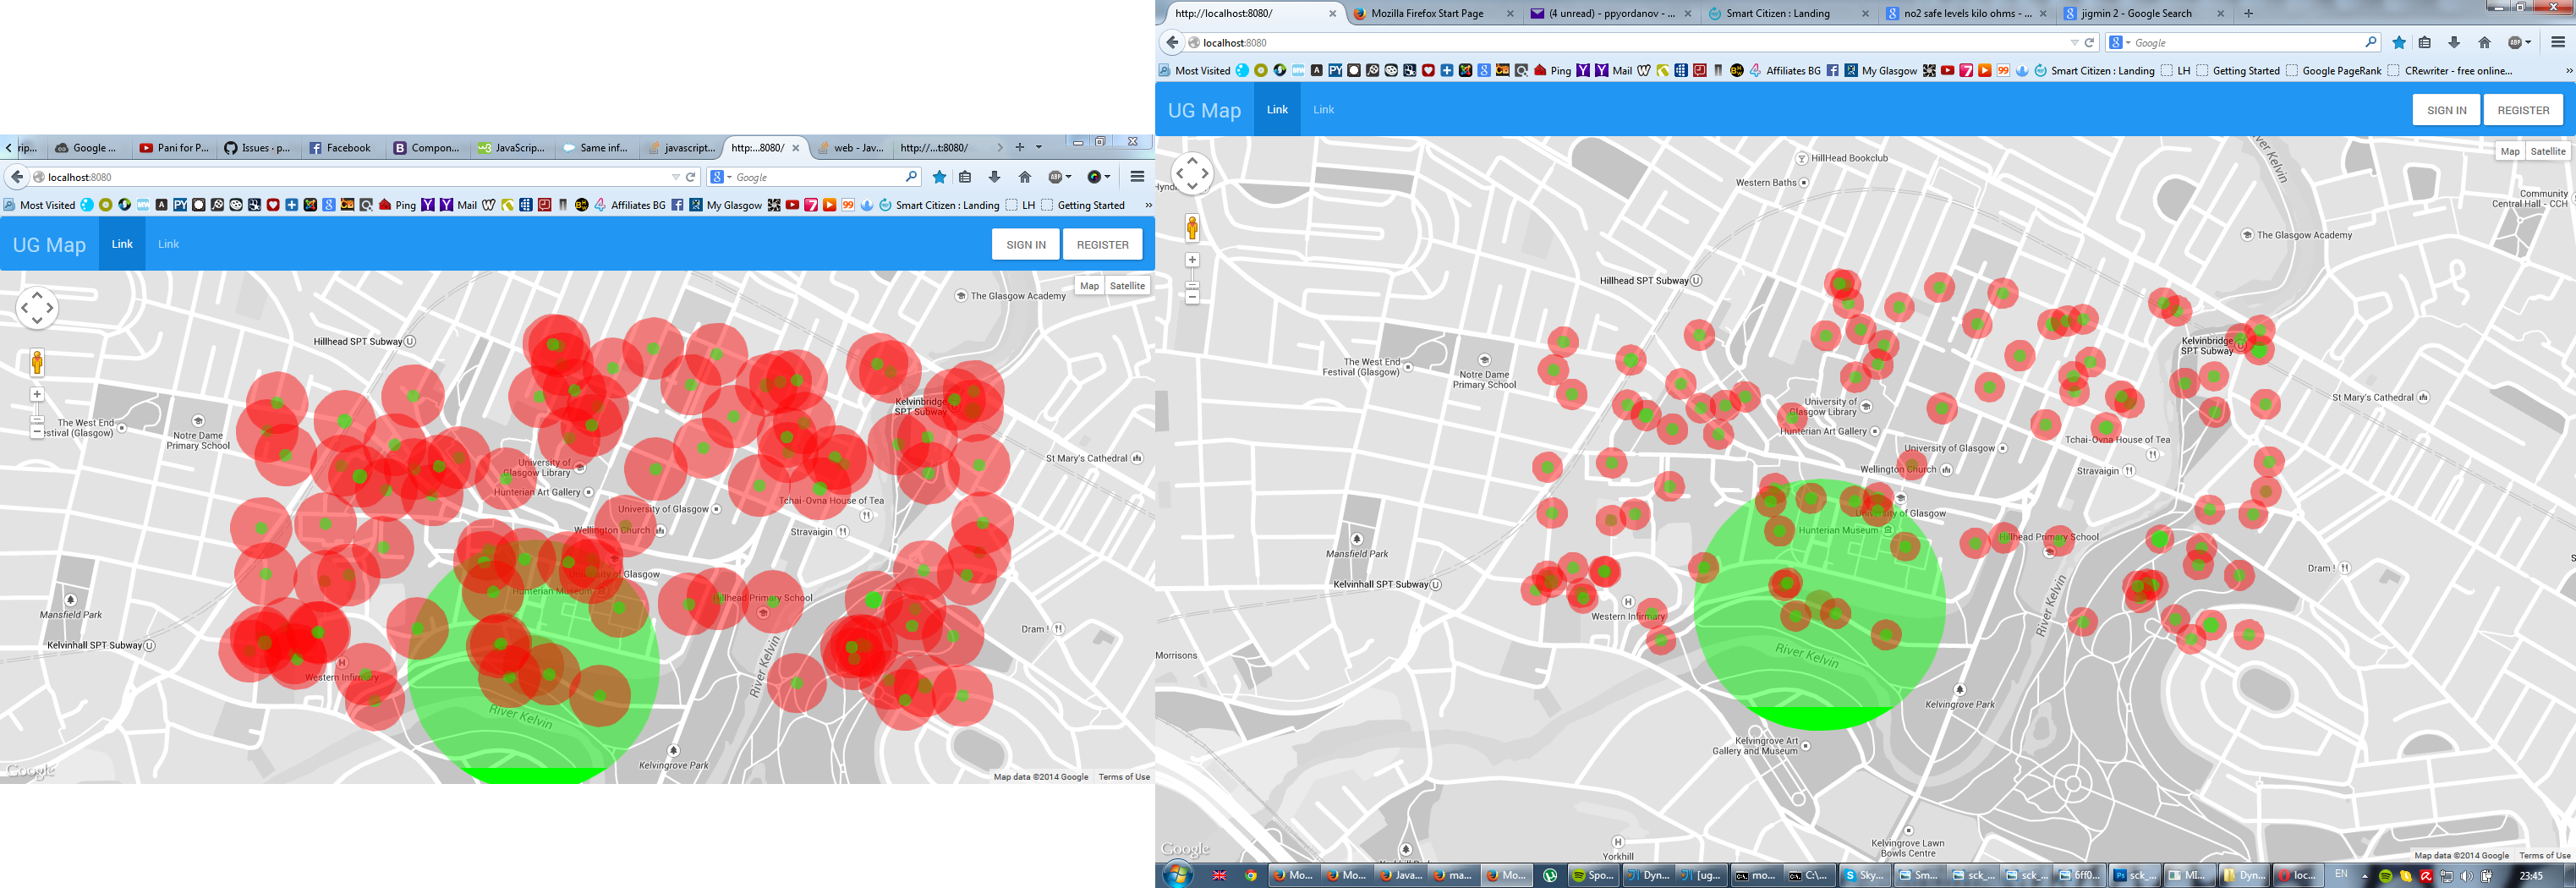 rip...
Google ...
Pani for P...
Issues · p...
Facebook
Compon...
JavaScrip...
Same inf...
javascript...
http:...8080/
web - Jav...
http://...t:8080/
localhost:8080
Google
Most Visited
Ping
Mail
Affiliates BG
My Glasgow
Smart Citizen : Landing
LH
Getting Started
UG Map
Link
Link
SIGN IN
REGISTER
Map
Satellite
The Glasgow Academy
Hillhead SPT Subway
Kelvinbridge
SPT Subway
The West End
estival (Glasgow)
Notre Dame
Primary School
St Mary's Cathedral
University of
Glasgow Library
Hunterian Art Gallery
Tchai-Ovna House of Tea
University of Glasgow
Wellington Church
Stravaigin
University of Glasgow
Hunterian Museum
Hillhead Primary School
Mansfield Park
Dram !
Kelvinhall SPT Subway
Western Infirmary
River Kelvin
River Kelvin
Kelvingrove Park
Google
Map data ©2014 Google
Terms of Use
http://localhost:8080/
Mozilla Firefox Start Page
(4 unread) - ppyordanov - ...
Smart Citizen : Landing
no2 safe levels kilo ohms - ...
jigmin 2 - Google Search
localhost:8080
Google
Most Visited
Ping
Mail
Affiliates BG
My Glasgow
Smart Citizen : Landing
LH
Getting Started
Google PageRank
CRewriter - free online...
UG Map
Link
Link
SIGN IN
REGISTER
Map
Satellite
HillHead Bookclub
Western Baths
Community
Central Hall - CCH
The Glasgow Academy
Hillhead SPT Subway
Kelvinbridge
SPT Subway
The West End
Festival (Glasgow)
Notre Dame
Primary School
St Mary's Cathedral
University of
Glasgow Library
Hunterian Art Gallery
Tchai-Ovna House of Tea
University of Glasgow
Wellington Church
Stravaigin
University of Glasgow
Hunterian Museum
Hillhead Primary School
Mansfield Park
Dram !
Kelvinhall SPT Subway
Western Infirmary
River Kelvin
River Kelvin
Morrisons
Kelvingrove Park
Kelvingrove Art
Gallery and Museum
Kelvingrove Lawn
Bowls Centre
Yorkhill
Google
Map data ©2014 Google
Terms of Use
Mo...
Mo...
Java...
ma...
Mo...
Spo...
Dyn...
[ug...
mo...
C:\...
Sky...
Sm...
sck_...
sck_...
6ff0...
sck_...
MI...
Dyn...
loc...
EN
23:45